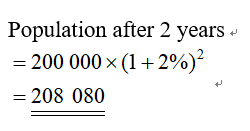 Population after 2 years
= 200 000 × (1 + 2%)²
= 208 080